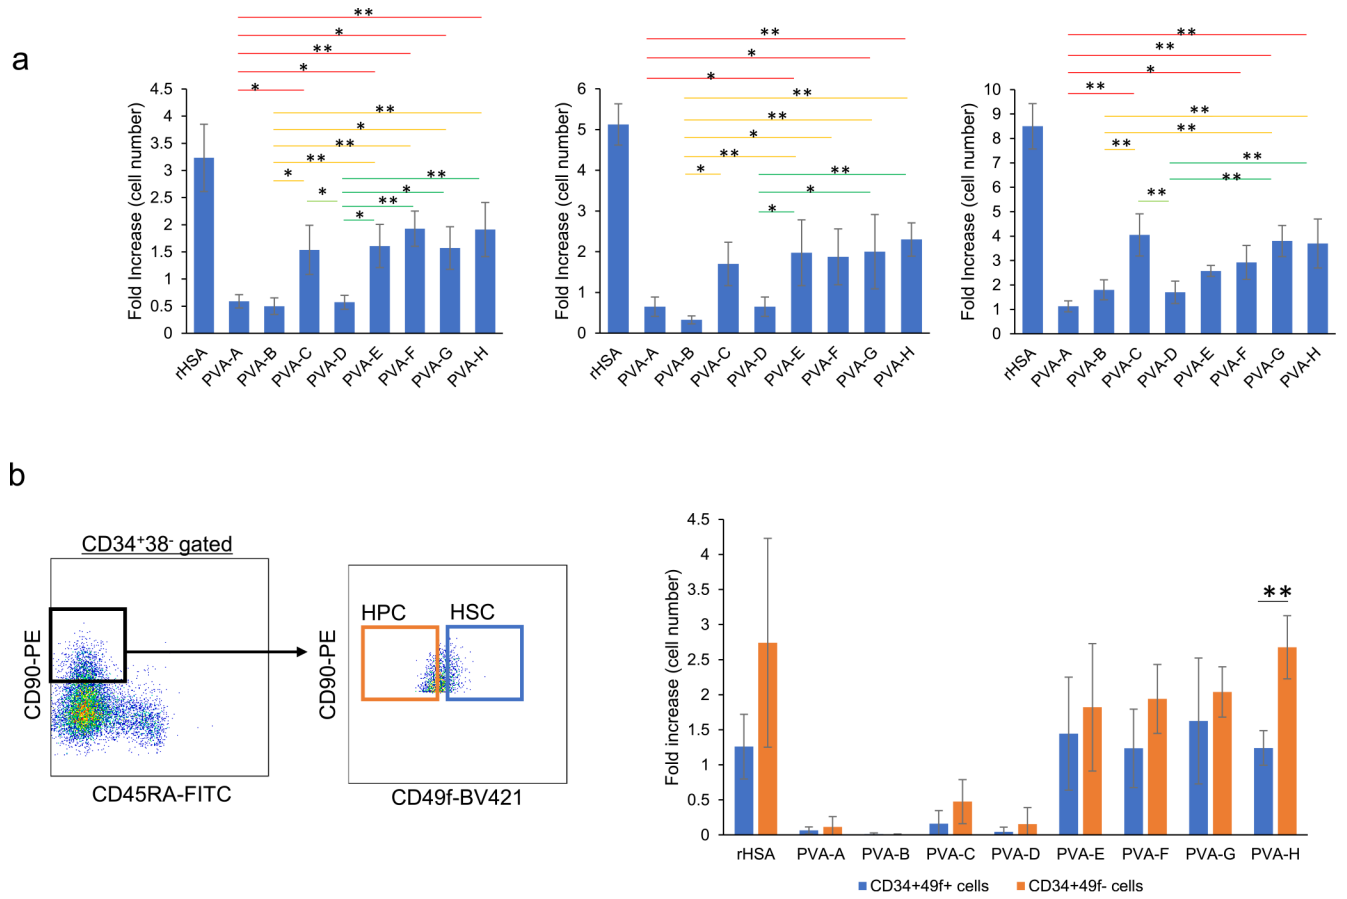 a
** * ** * *
** * ** ** *
*
** * ** *
Fold Increase (cell number)
4.5
4
3.5
3
2.5
2
1.5
1
0.5
0
rHSA PVA-A PVA-B PVA-C PVA-D PVA-E PVA-F PVA-G PVA-H
** * *
** ** * ** *
** * *
Fold Increase (cell number)
6
5
4
3
2
1
0
rHSA PVA-A PVA-B PVA-C PVA-D PVA-E PVA-F PVA-G PVA-H
** ** * **
** ** **
** ** **
Fold Increase (cell number)
10
9
8
7
6
5
4
3
2
1
0
rHSA PVA-A PVA-B PVA-C PVA-D PVA-E PVA-F PVA-G PVA-H
b
CD34+38- gated
CD90-PE
CD45RA-FITC
HPC HSC
CD90-PE
CD49f-BV421
Fold increase (cell number)
4.5
4
3.5
3
2.5
2
1.5
1
0.5
0
**
rHSA PVA-A PVA-B PVA-C PVA-D PVA-E PVA-F PVA-G PVA-H
CD34+49f+ cells CD34+49f- cells